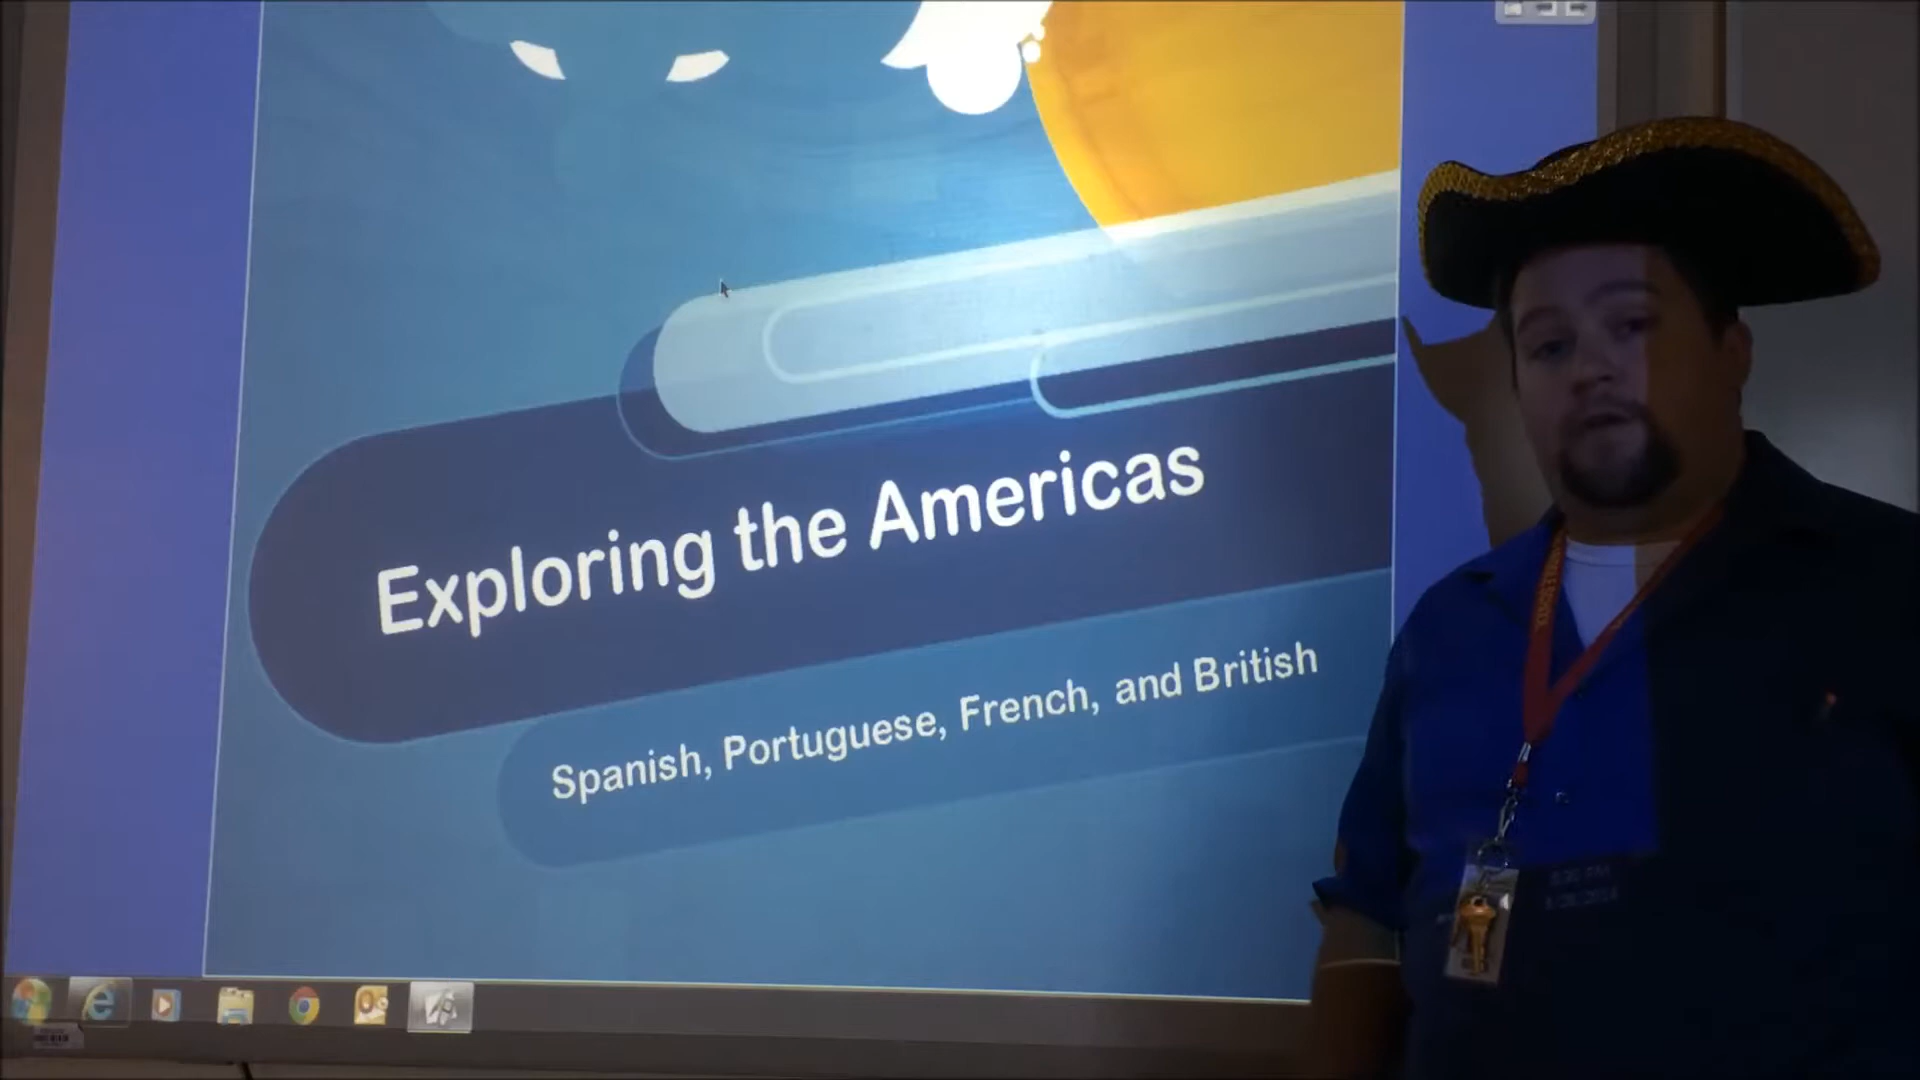 Exploring the Americas
Spanish, Portuguese, French, and British